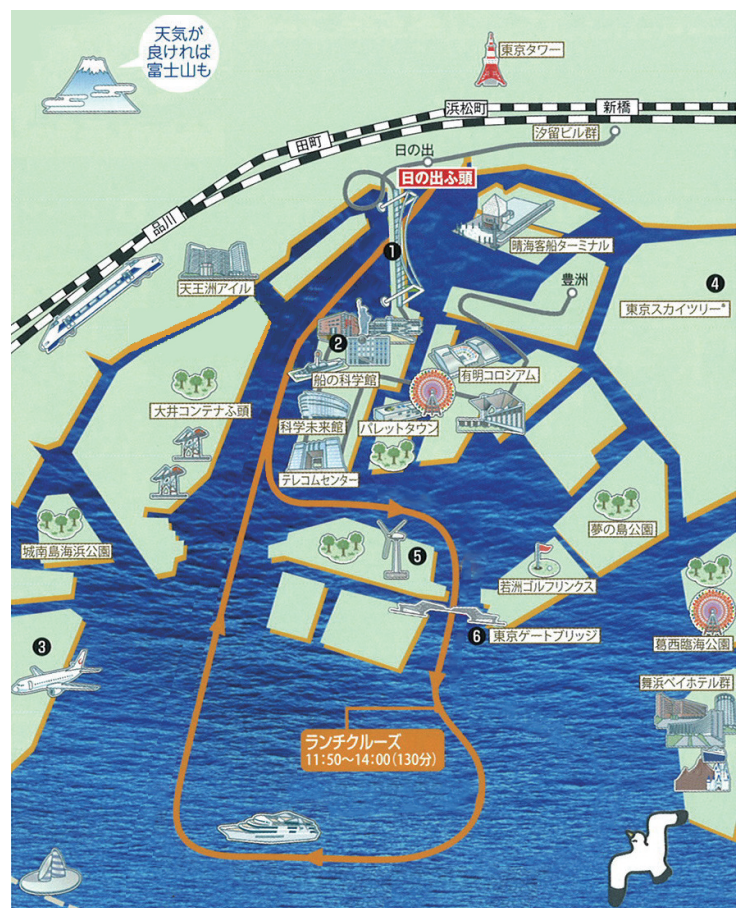 天気が
良ければ
富士山も
東京タワー
新橋
浜松町
田町
品川
汐留ビル群
日の出
日の出ふ頭
晴海客船ターミナル
❶
天王洲アイル
豊洲
❹
東京スカイツリー*
❷
船の科学館
有明コロシアム
大井コンテナふ頭
科学未来館
パレットタウン
テレコムセンター
夢の島公園
城南島海浜公園
❺
若洲ゴルフリンクス
❻
東京ゲートブリッジ
葛西臨海公園
❸
舞浜ベイホテル群
ランチクルーズ
11:50〜14:00(130分)